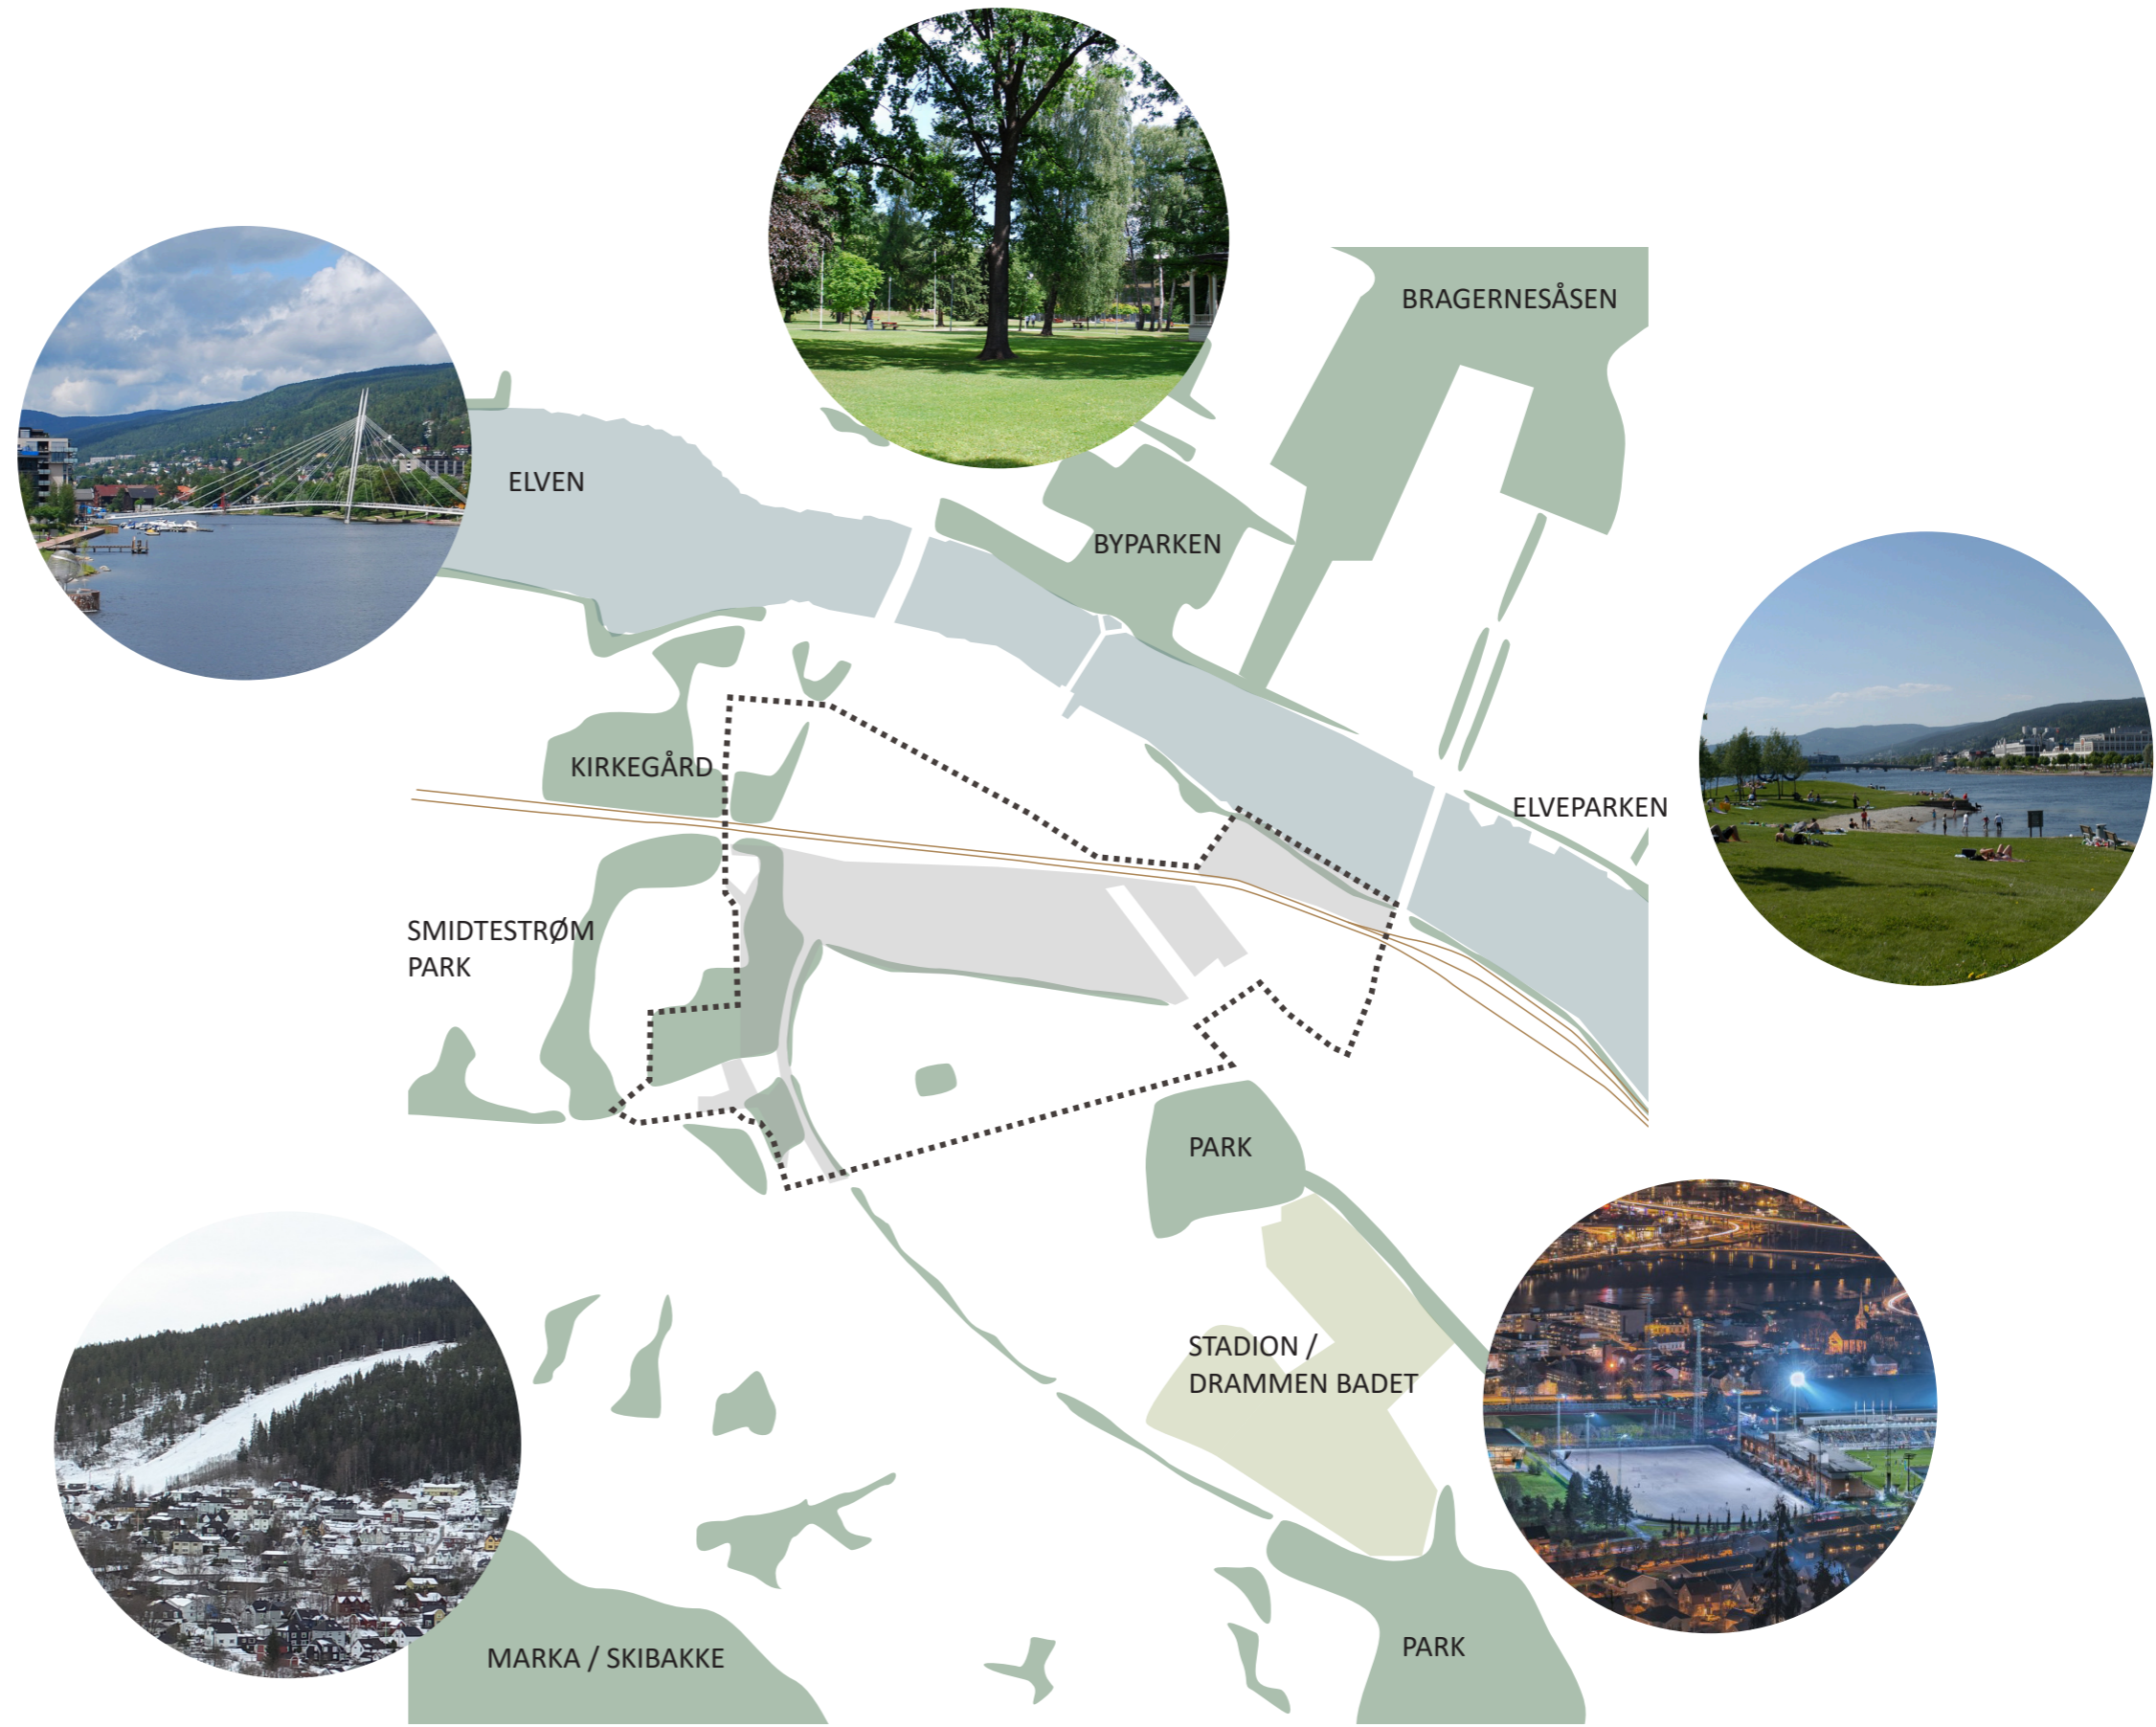 BRAGERNESÅSEN
ELVEN
BYPARKEN
KIRKEGÅRD
ELVEPARKEN
SMIDTESTRØM
PARK
PARK
STADION /
DRAMMEN BADET
PARK
MARKA / SKIBAKKE